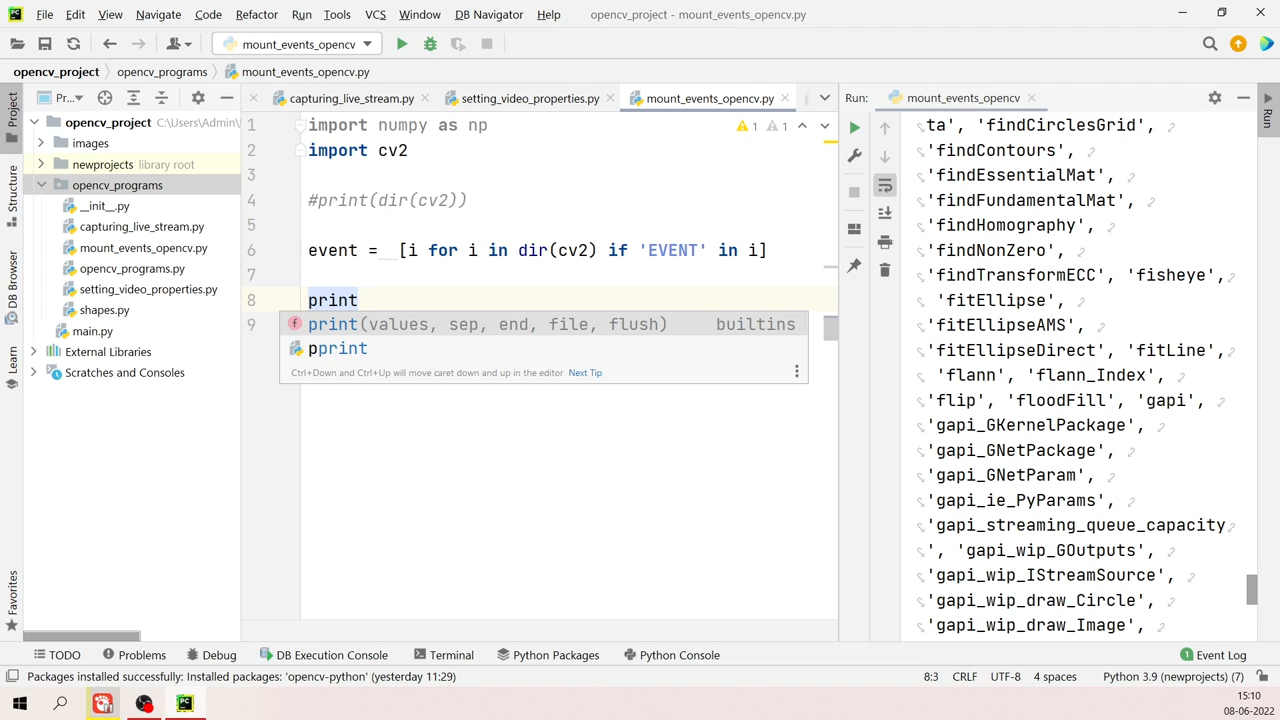 PC File Edit View Navigate Code Refactor Run Tools VCS Window DB Navigator Help opencv_project - mount_events_opencv.py
mount_events_opencv
opencv_project opencv_programs mount_events_opencv.py
Project
Structure
DB Browser
Learn
Favorites
Pr...
opencv_project C:\Users\Admin\
images
newprojects library root
opencv_programs
__init__.py
capturing_live_stream.py
mount_events_opencv.py
opencv_programs.py
setting_video_properties.py
shapes.py
main.py
External Libraries
Scratches and Consoles
capturing_live_stream.py setting_video_properties.py mount_events_opencv.py
1 import numpy as np
1 1
2 import cv2
3
4 #print(dir(cv2))
5
6 event = [i for i in dir(cv2) if 'EVENT' in i]
7
8 print
9
f print(values, sep, end, file, flush) builtins
pprint
Ctrl+Down and Ctrl+Up will move caret down and up in the editor Next Tip
Run: mount_events_opencv
ta', 'findCirclesGrid',
'findContours',
'findEssentialMat',
'findFundamentalMat',
'findHomography',
'findNonZero',
'findTransformECC', 'fisheye',
'fitEllipse',
'fitEllipseAMS',
'fitEllipseDirect', 'fitLine',
'flann', 'flann_Index',
'flip', 'floodFill', 'gapi',
'gapi_GKernelPackage',
'gapi_GNetPackage',
'gapi_GNetParam',
'gapi_ie_PyParams',
'gapi_streaming_queue_capacity
', 'gapi_wip_GOutputs',
'gapi_wip_IStreamSource',
'gapi_wip_draw_Circle',
'gapi_wip_draw_Image',
Run
TODO Problems Debug DB Execution Console Terminal Python Packages Python Console 1 Event Log
Packages installed successfully: Installed packages: 'opencv-python' (yesterday 11:29) 8:3 CRLF UTF-8 4 spaces Python 3.9 (newprojects) (7)
PC
15:10
08-06-2022